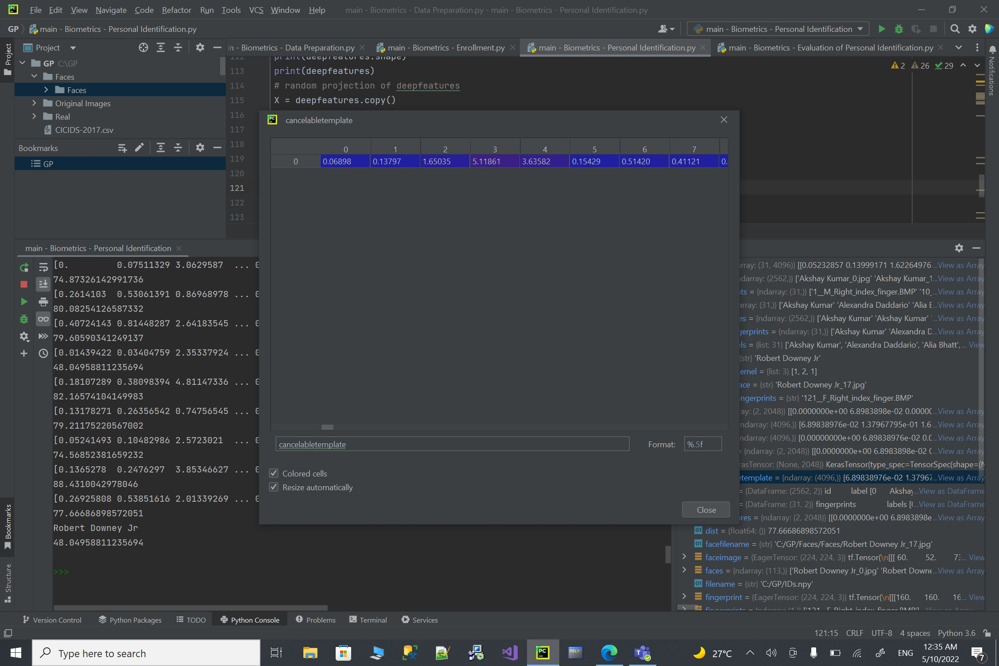 File Edit View Navigate Code Refactor Run Tools VCS Window Help main - Biometrics - Data Preparation.py - main - Biometrics - Personal Identification.py
GP main - Biometrics - Personal Identification.py
main - Biometrics - Personal Identification
Project
in - Biometrics - Data Preparation.py main - Biometrics - Enrollment.py main - Biometrics - Personal Identification.py main - Biometrics - Evaluation of Personal Identification.py
Project
Notifications
GP C:\GP
Faces
Faces
Original Images
Real
CICIDS-2017.csv
Bookmarks
GP
112 print(deepfeatures.shape)
113 print(deepfeatures)
114 # random projection of deepfeatures
115 X = deepfeatures.copy()
116
117
118
119
120
121
122
123
2 26 29
cancelabletemplate
0 1 2 3 4 5 6 7
0 0.06898 0.13797 1.65035 5.11861 3.63582 0.15429 0.51420 0.41121 0.
cancelabletemplate Format: %.5f
Colored cells
Resize automatically
Close
main - Biometrics - Personal Identification
[0. 0.07511329 3.0629587 ... 0
74.87326142991736
[0.2614103 0.53061391 0.86968978 ... 0
80.08254126587332
[0.40724143 0.81448287 2.64183545 ... 0
79.60590341249137
[0.01439422 0.03404759 2.35337924 ... 0
48.04958811235694
[0.18107289 0.38098394 4.81147336 ... 0
82.16574104149983
[0.13178271 0.26356542 0.74756545 ... 0
79.21175220567002
[0.05241493 0.10482986 2.5723021 ... 0
74.56852381659232
[0.1365278 0.2476297 3.85346627 ... 0
88.4310042978046
[0.26925808 0.53851616 2.01339269 ... 0
77.66686898572051
Robert Downey Jr
48.04958811235694
>>>
rray: (31, 4096)} [[0.05232857 0.13999171 1.62264976 ...View as Array
ndarray: (2562,)} ['Akshay Kumar_0.jpg' 'Akshay Kumar_1...View as Array
nts = {ndarray: (31,)} ['1__M_Right_index_finger.BMP' '10_...View as Array
array: (31,)} ['Akshay Kumar' 'Alexandra Daddario' 'Alia B...View as Array
es = {ndarray: (2562,)} ['Akshay Kumar' 'Akshay Kumar' '...View as Array
gerprints = {ndarray: (31,)} ['Akshay Kumar' 'Alexandra D...View as Array
els = {list: 31} ['Akshay Kumar', 'Alexandra Daddario', 'Alia Bhatt',... View
{str} 'Robert Downey Jr'
ernel = {list: 3} [1, 2, 1]
ace = {str} 'Robert Downey Jr_17.jpg'
ingerprints = {str} '121__F_Right_index_finger.BMP'
ray: (2, 2048)} [[0.0000000e+00 6.8983898e-02 0.0000(...View as Array
ndarray: (4096,)} [6.89838976e-02 1.37967795e-01 1.6...View as Array
ndarray: (4096,)} [0.00000000e+00 6.89838976e-02 0.0...View as Array
= {ndarray: (2, 2048)} [[0.0000000e+00 6.8983898e-02 0...View as Array
rasTensor: (None, 2048)} KerasTensor(type_spec=TensorSpec(shape=(N
etemplate = {ndarray: (4096,)} [6.89838976e-02 1.37967...View as Array
= {DataFrame: (2562, 2)} id label [0 Akshay...View as DataFrame
= {DataFrame: (31, 2)} fingerprints labels [0...View as DataFrame
ures = {ndarray: (2, 2048)} [[0.0000000e+00 6.8983898e...View as Array
dist = {float64: ()} 77.66686898572051
facefilename = {str} 'C:/GP/Faces/Faces/Robert Downey Jr_17.jpg'
faceimage = {EagerTensor: (224, 224, 3)} tf.Tensor(\n[[[ 60. 52. 73... View
faces = {ndarray: (113,)} ['Robert Downey Jr_0.jpg' 'Robert Downe...View as Array
filename = {str} 'C:/GP/IDs.npy'
fingerprint = {EagerTensor: (224, 224, 3)} tf.Tensor(\n[[[160. 160. 16... View
fingerprints = {ndarray: (1,)} ['121__F_Right_index_finger.BMP'] ...View as Array
Bookmarks
Structure
Version Control Python Packages TODO Python Console Problems Terminal Services
121:15 CRLF UTF-8 4 spaces Python 3.6
Type here to search
27°C ENG 12:35 AM
5/10/2022 7